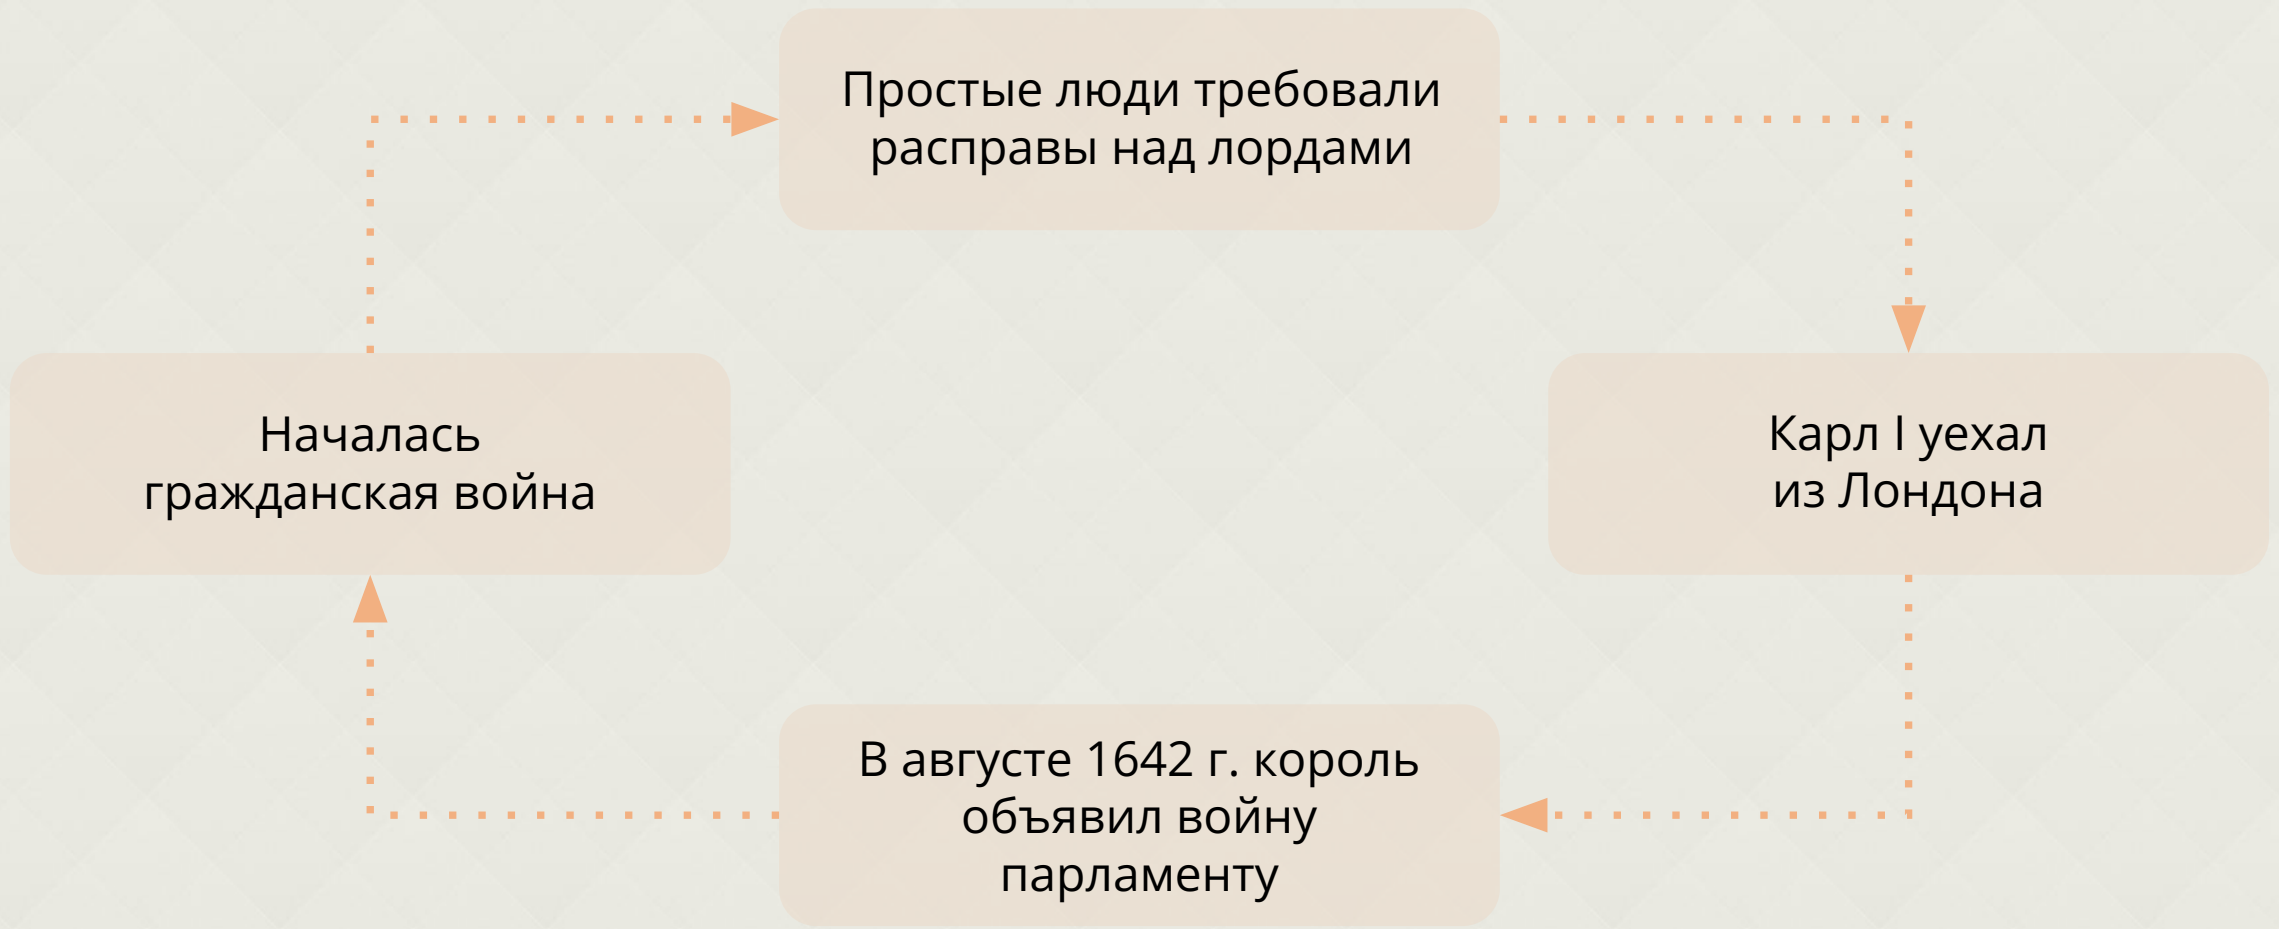 Простые люди требовали
расправы над лордами
Карл I уехал
из Лондона
В августе 1642 г. король
объявил войну
парламенту
Началась
гражданская война